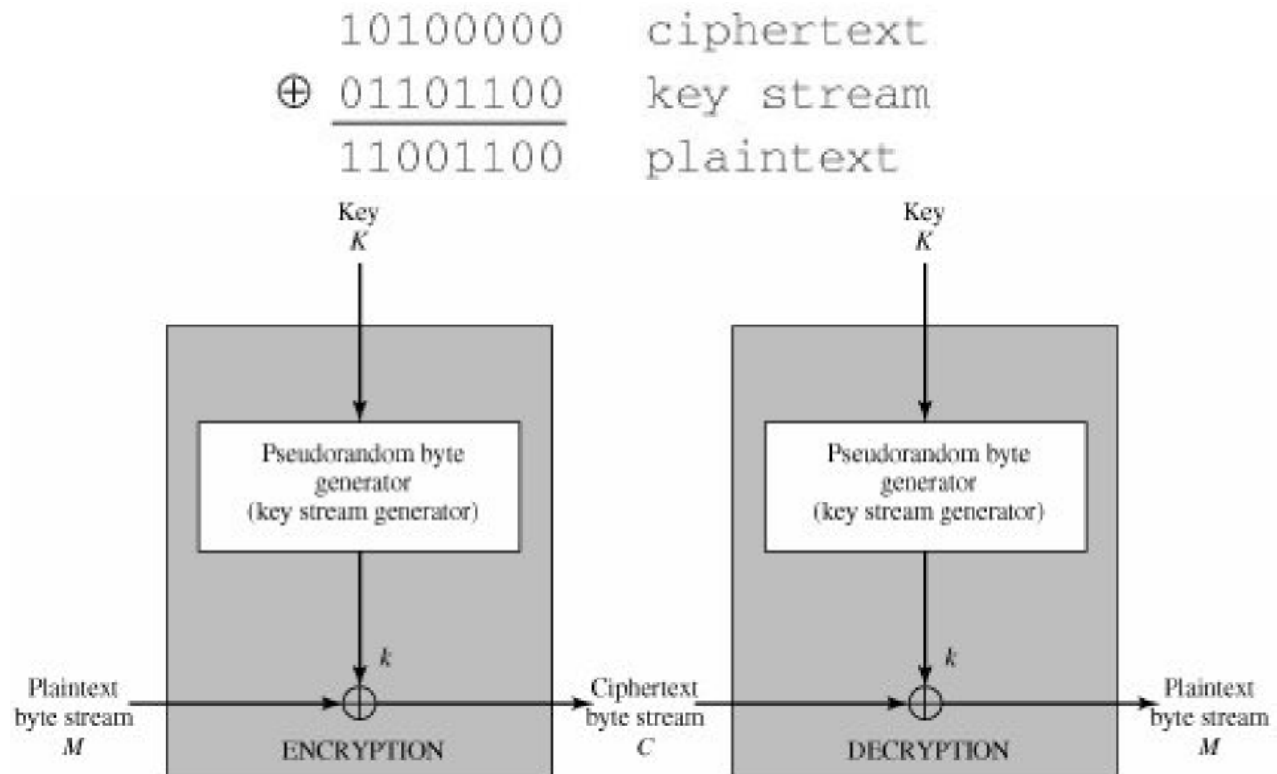 10100000 ciphertext
⊕ 01101100 key stream
11001100 plaintext
Key
K
Key
K
Pseudorandom byte
generator
(key stream generator)
Pseudorandom byte
generator
(key stream generator)
k
k
Plaintext
byte stream
M
Ciphertext
byte stream
C
Plaintext
byte stream
M
ENCRYPTION
DECRYPTION